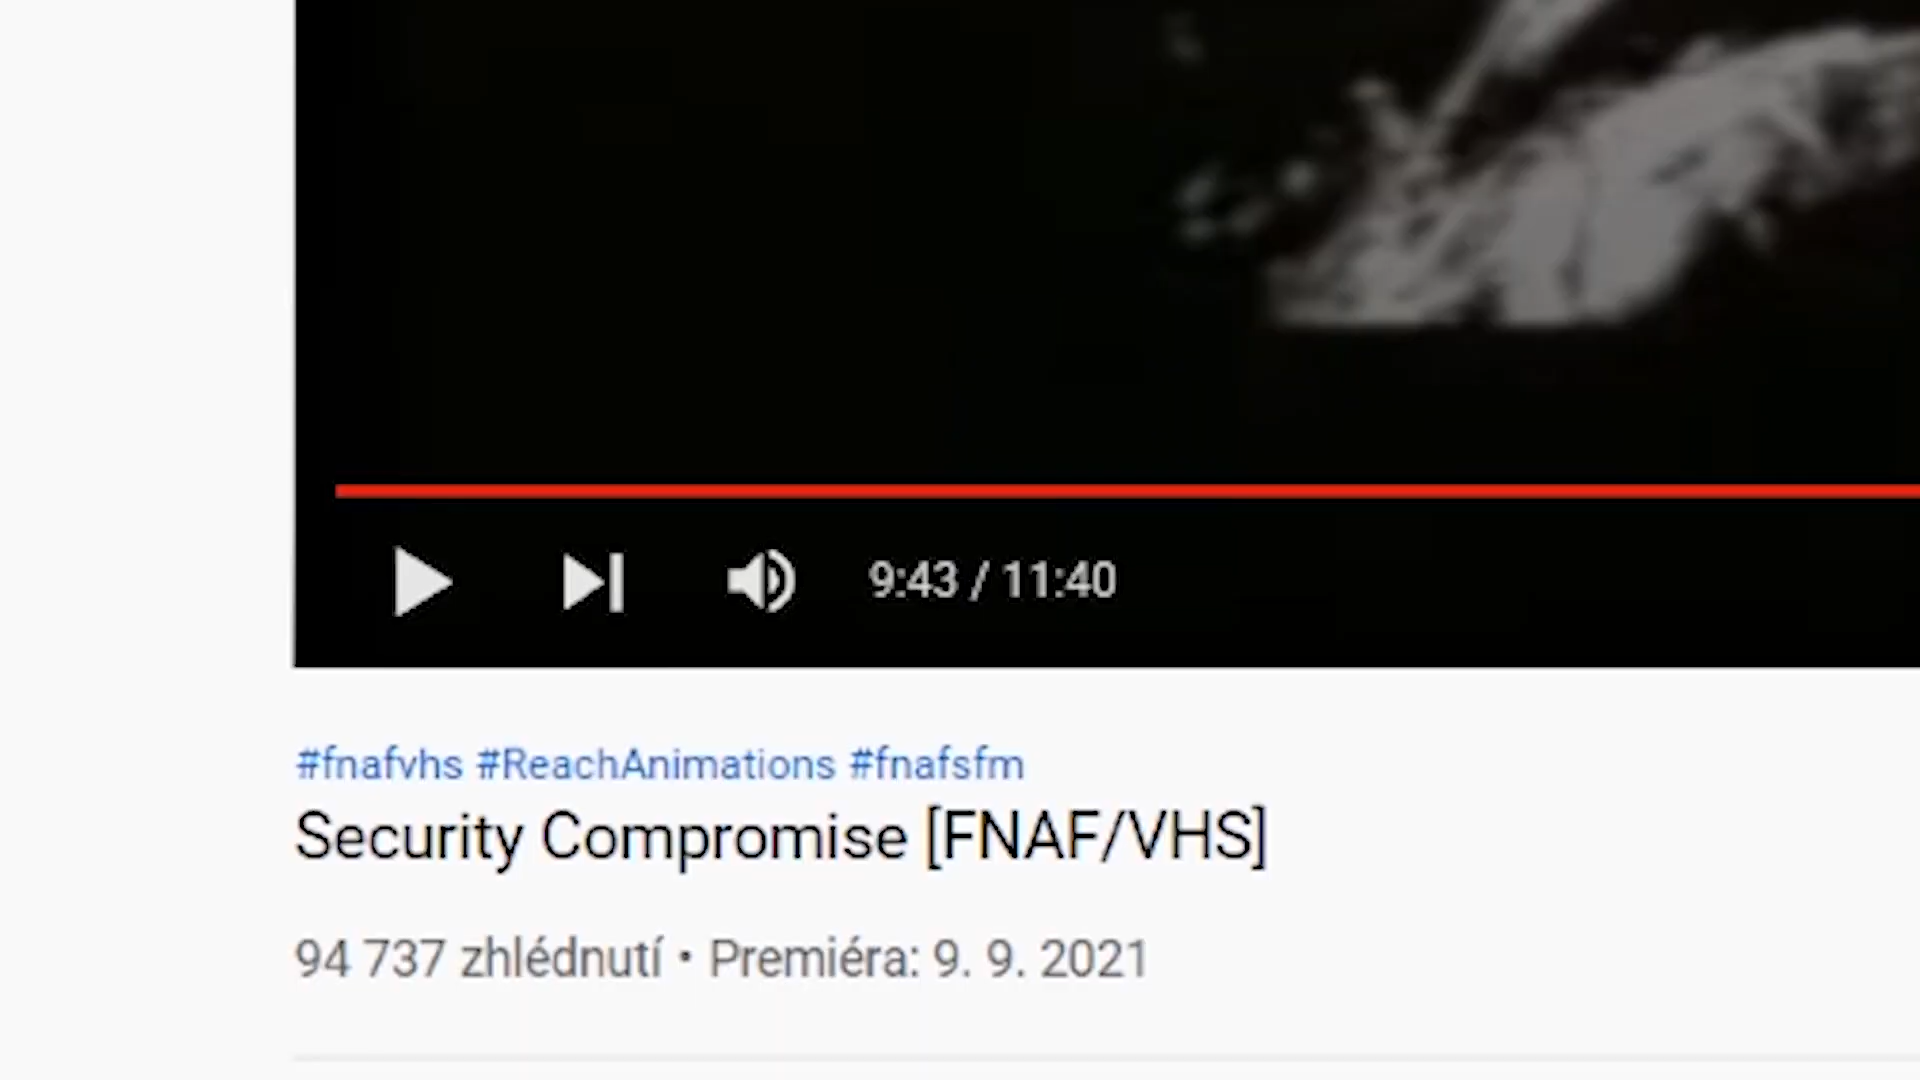 9:43 / 11:40
#fnafvhs #ReachAnimations #fnafsfm
Security Compromise [FNAF/VHS]
94 737 zhlédnutí • Premiéra: 9. 9. 2021